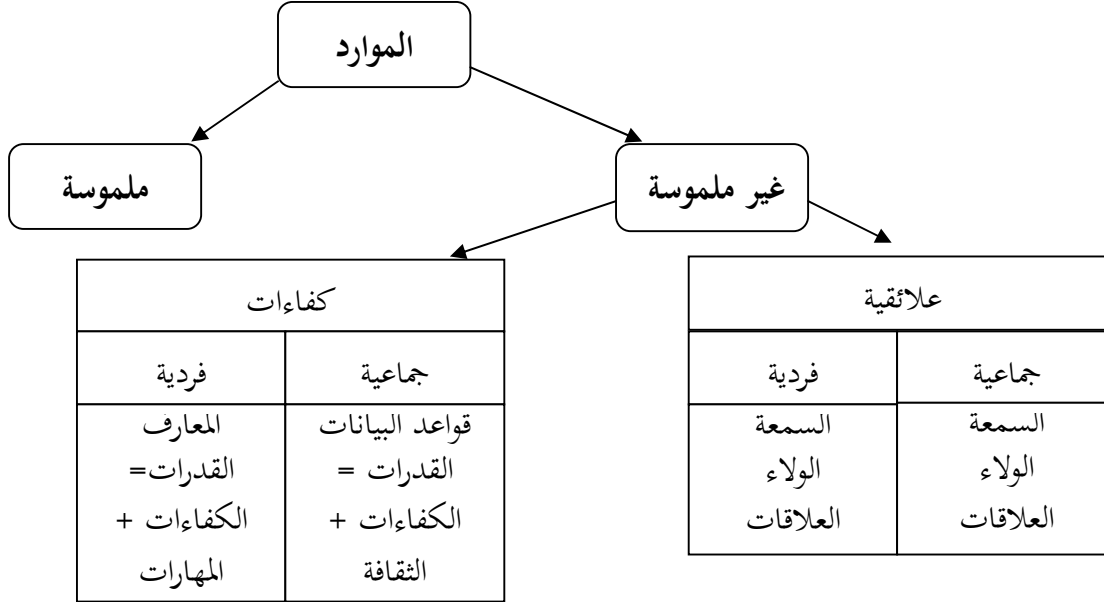 الموارد
غير ملموسة
ملموسة
علائقية
جماعية
فردية
السمعة
الولاء
العلاقات
السمعة
الولاء
العلاقات
كفاءات
جماعية
فردية
قواعد البيانات
القدرات =
الكفاءات +
الثقافة
المعارف
القدرات=
الكفاءات +
المهارات